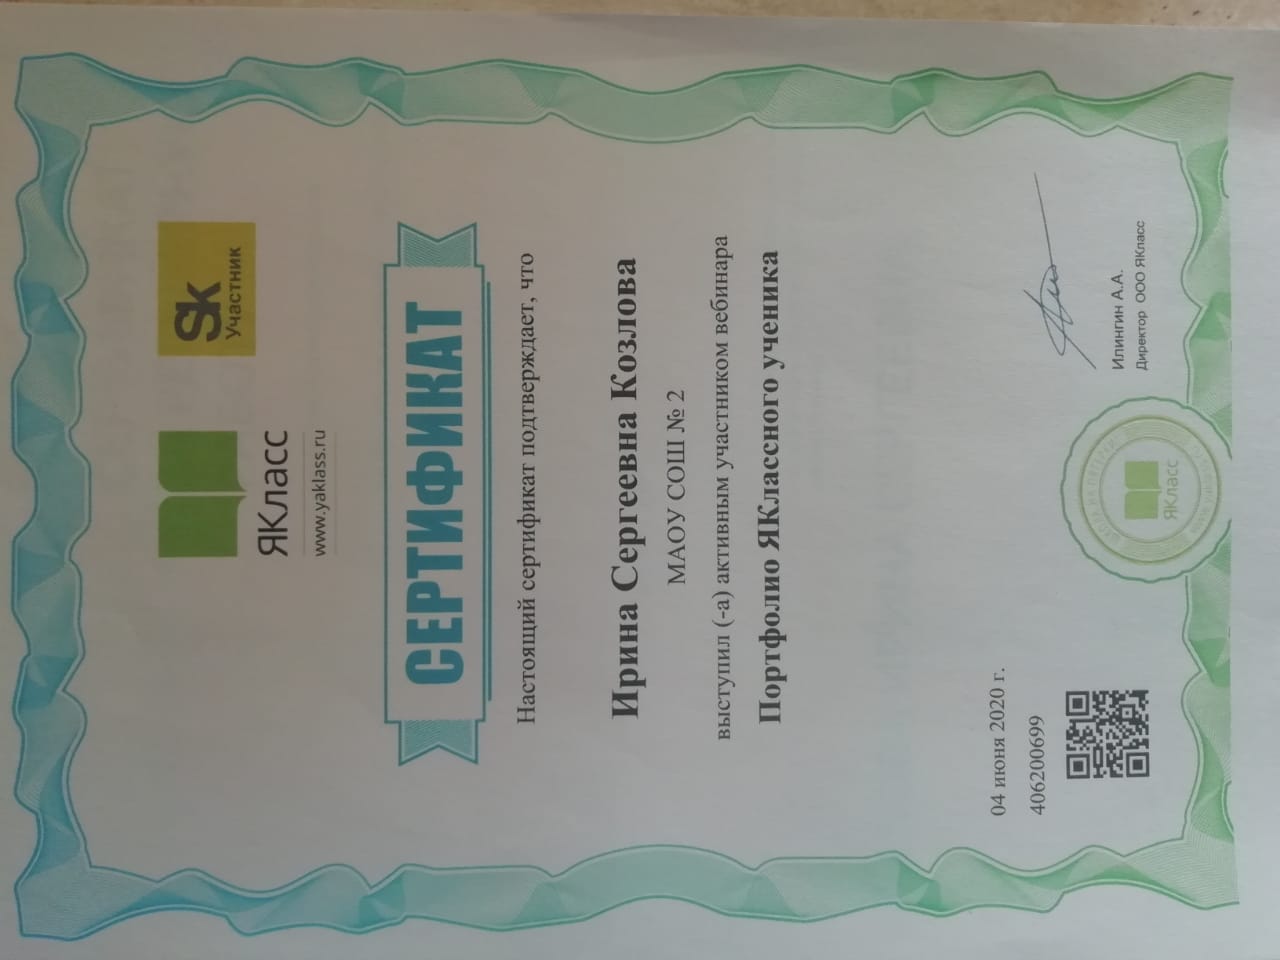 ЯКласс
www.yaklass.ru
Sk
Участник
СЕРТИФИКАТ
Настоящий сертификат подтверждает, что
Ирина Сергеевна Козлова
МАОУ СОШ № 2
выступил (-а) активным участником вебинара
Портфолио ЯКлассного ученика
04 июня 2020 г.
406200699
ЯКласс
Илингин А.А.
Директор ООО ЯКласс